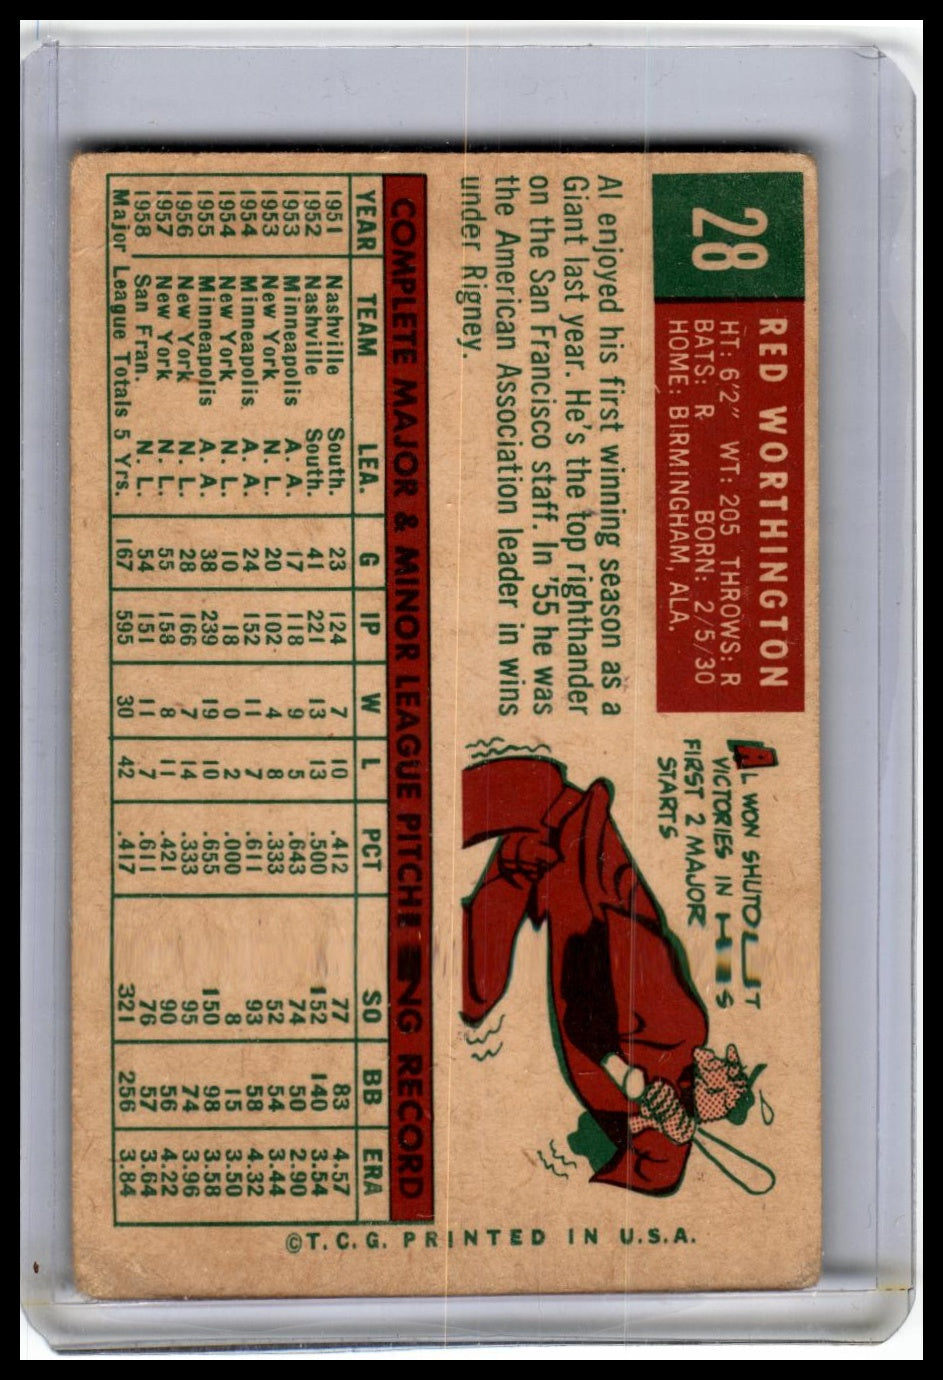 28
RED WORTHINGTON
HT: 6'2" WT: 205 THROWS: R
BATS: R BORN: 2/5/30
HOME: BIRMINGHAM, ALA.
Al enjoyed his first winning season as a
Giant last year. He's the top righthander
on the San Francisco staff. In '55 he was
the American Association leader in wins
under Rigney.
AL WON SHUTOUT
VICTORIES IN HIS
FIRST 2 MAJOR
STARTS
COMPLETE MAJOR & MINOR LEAGUE PITCHING RECORD
YEAR TEAM LEA. G IP W L PCT SO BB ERA
1951 Nashville South. 23 124 7 10 .412 77 83 4.57
1952 Nashville South. 41 221 13 13 .500 152 140 3.54
1953 Minneapolis A. A. 17 118 9 5 .643 74 50 2.90
1953 New York N. L. 20 102 4 8 .333 52 54 3.44
1954 Minneapolis A. A. 24 152 11 7 .611 93 58 4.32
1954 New York N. L. 10 18 0 2 .000 8 15 3.50
1955 Minneapolis A. A. 38 239 19 10 .655 150 98 3.58
1956 New York N. L. 28 166 7 14 .333 95 74 3.96
1957 New York N. L. 55 158 8 11 .421 90 56 4.22
1958 San Fran. N. L. 54 151 11 7 .611 76 57 3.64
Major League Totals 5 Yrs. 167 595 30 42 .417 321 256 3.84
©T.C.G. PRINTED IN U.S.A.